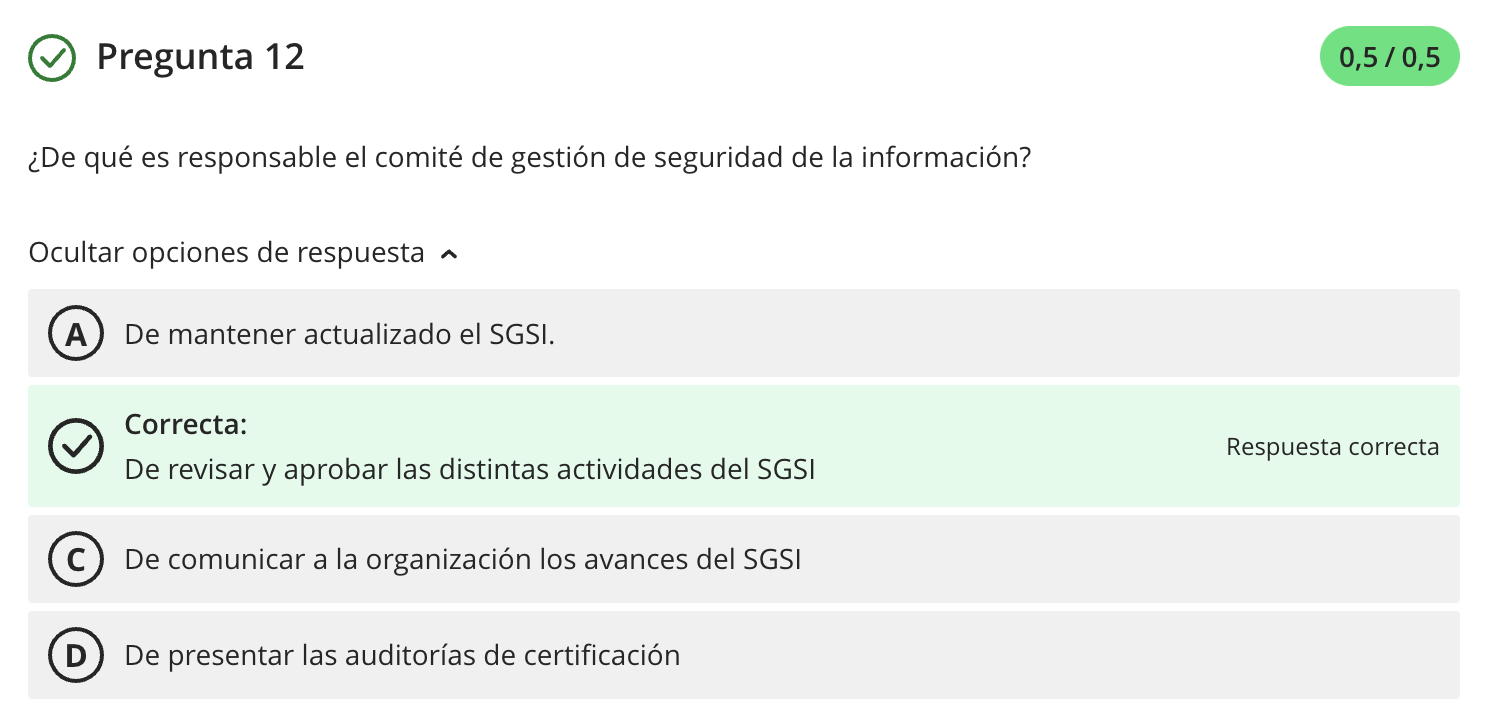 Pregunta 12
0,5 / 0,5
¿De qué es responsable el comité de gestión de seguridad de la información?
Ocultar opciones de respuesta
A De mantener actualizado el SGSI.
Correcta:
De revisar y aprobar las distintas actividades del SGSI
Respuesta correcta
C De comunicar a la organización los avances del SGSI
D De presentar las auditorías de certificación